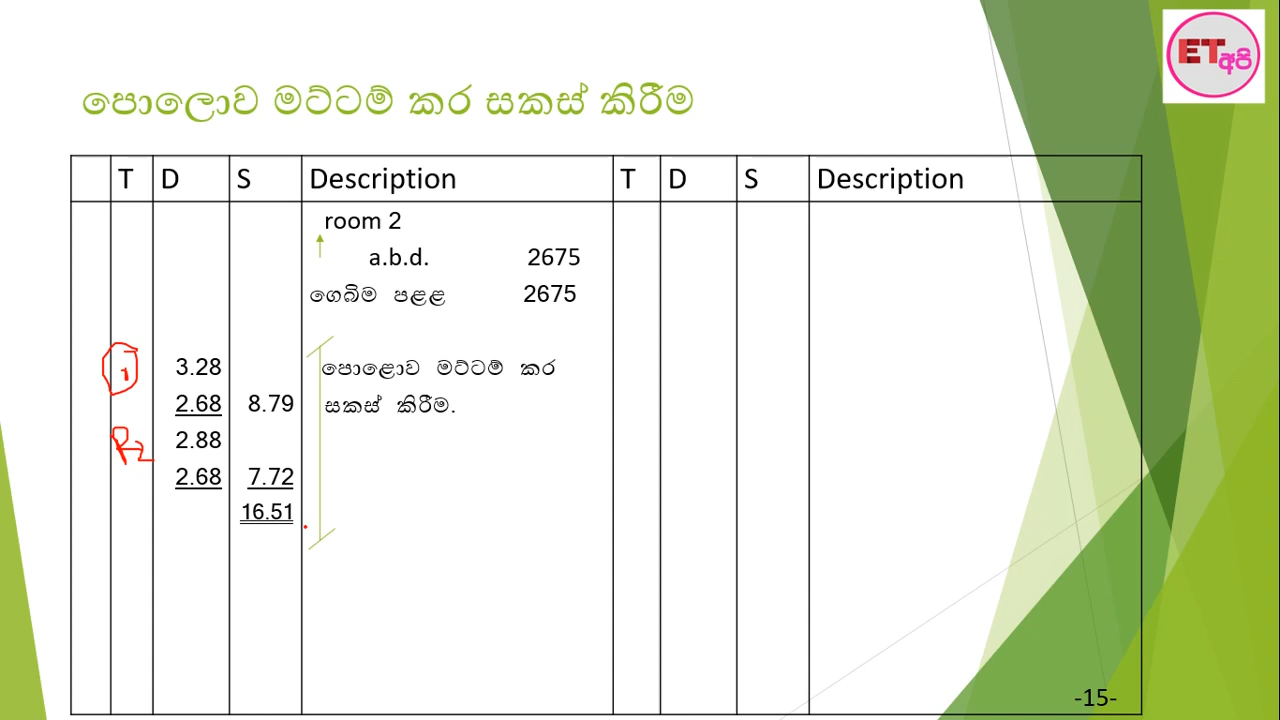 ET
අපි
පොලොව මට්ටම් කර සකස් කිරීම
T D S Description T D S Description
room 2
a.b.d. 2675
ගෙබිම පළල 2675
1 3.28 පොළොව මට්ටම් කර
2.68 8.79 සකස් කිරීම.
R2 2.88
2.68 7.72
16.51
-15-